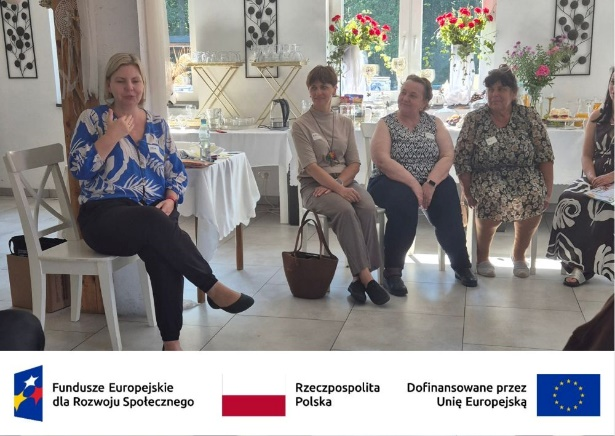 Fundusze Europejskie
dla Rozwoju Społecznego
Rzeczpospolita
Polska
Dofinansowane przez
Unię Europejską